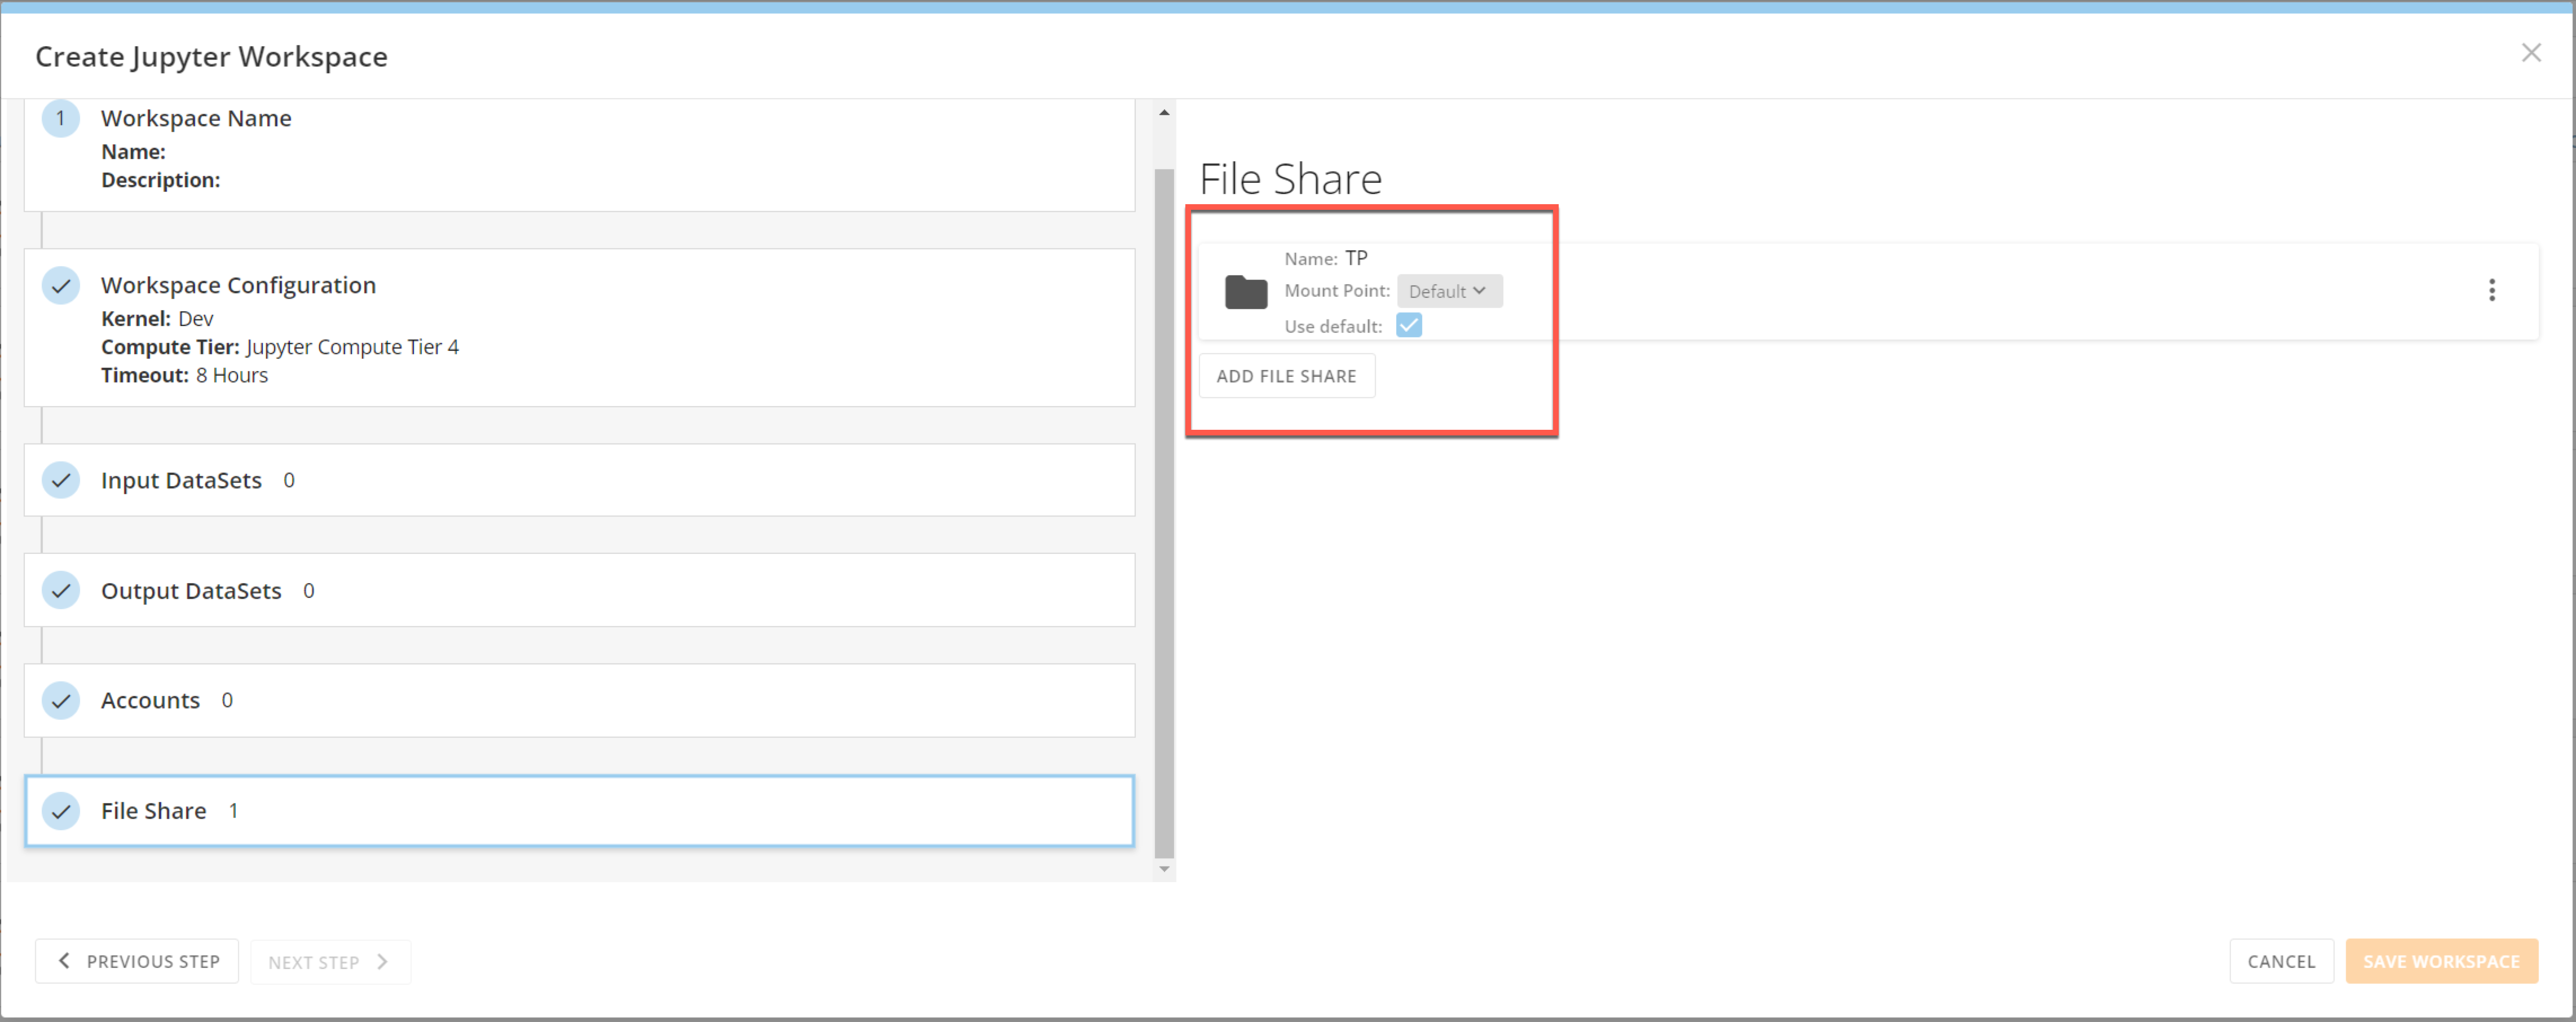 Create Jupyter Workspace
1 Workspace Name
Name:
Description:
Workspace Configuration
Kernel: Dev
Compute Tier: Jupyter Compute Tier 4
Timeout: 8 Hours
Input DataSets 0
Output DataSets 0
Accounts 0
File Share 1
File Share
Name: TP
Mount Point: Default
Use default:
ADD FILE SHARE
PREVIOUS STEP
NEXT STEP
CANCEL
SAVE WORKSPACE